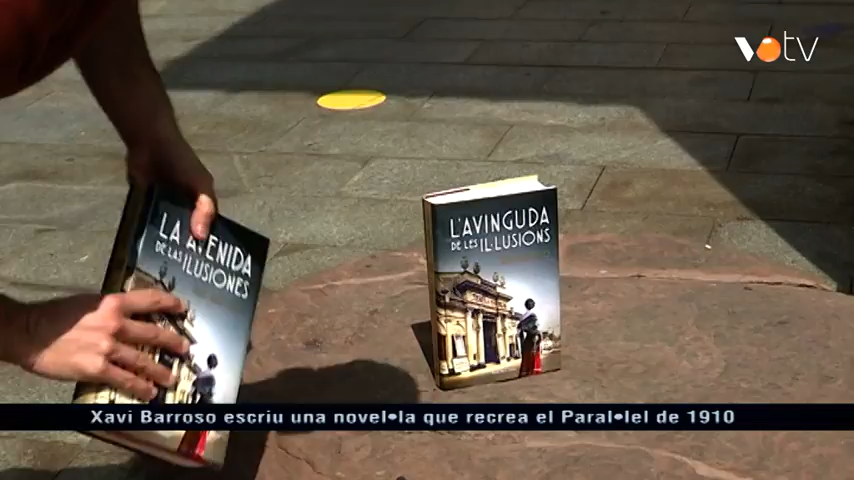 votv
LA AVENIDA
DE LAS ILUSIONES
L'AVINGUDA
DE LES IL·LUSIONS
Xavi Barroso escriu una novel•la que recrea el Paral•lel de 1910